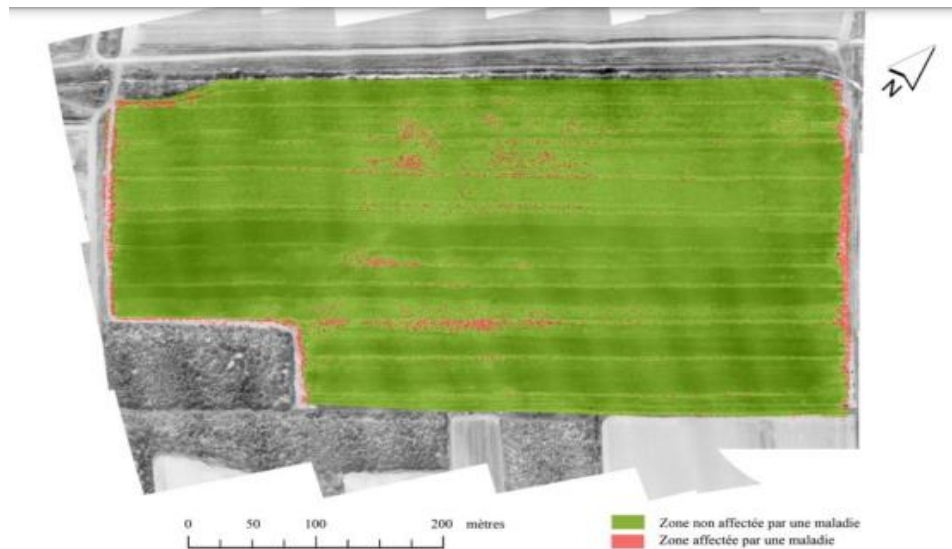 N
0 50 100 200 mètres
Zone non affectée par une maladie
Zone affectée par une maladie